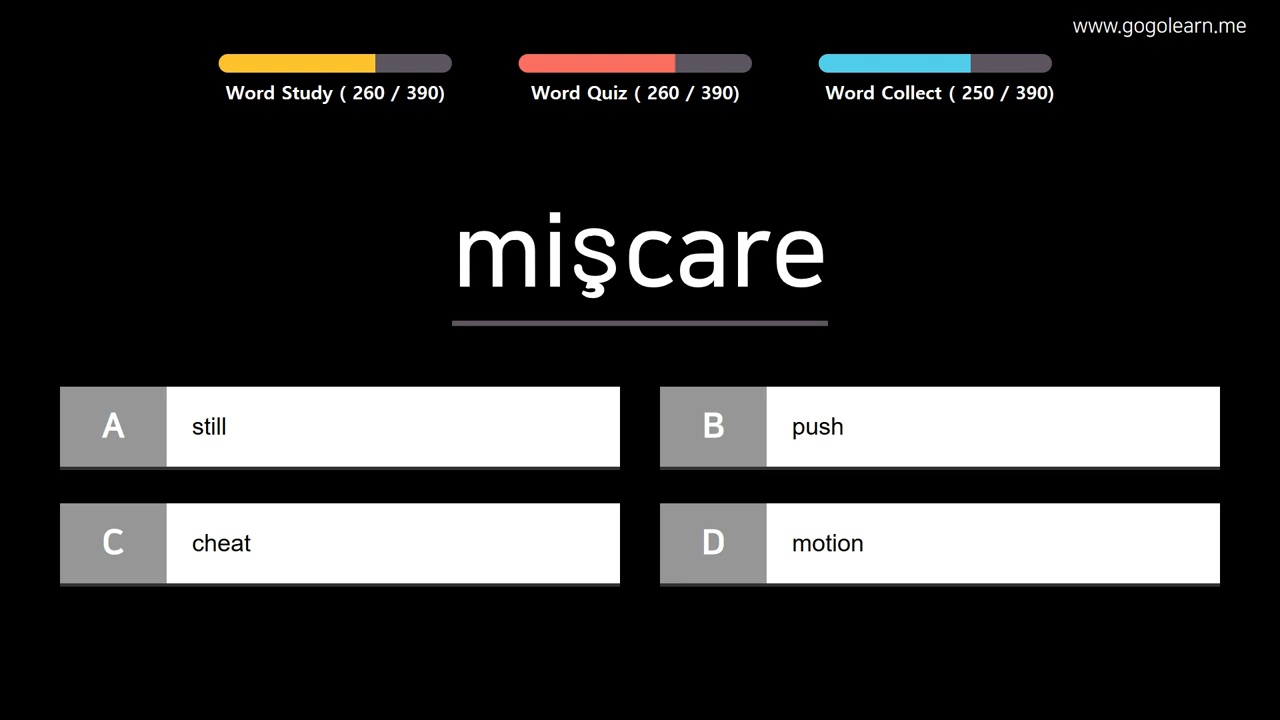 www.gogolearn.me
Word Study ( 260 / 390)
Word Quiz ( 260 / 390)
Word Collect ( 250 / 390)
mişcare
A still
B push
C cheat
D motion